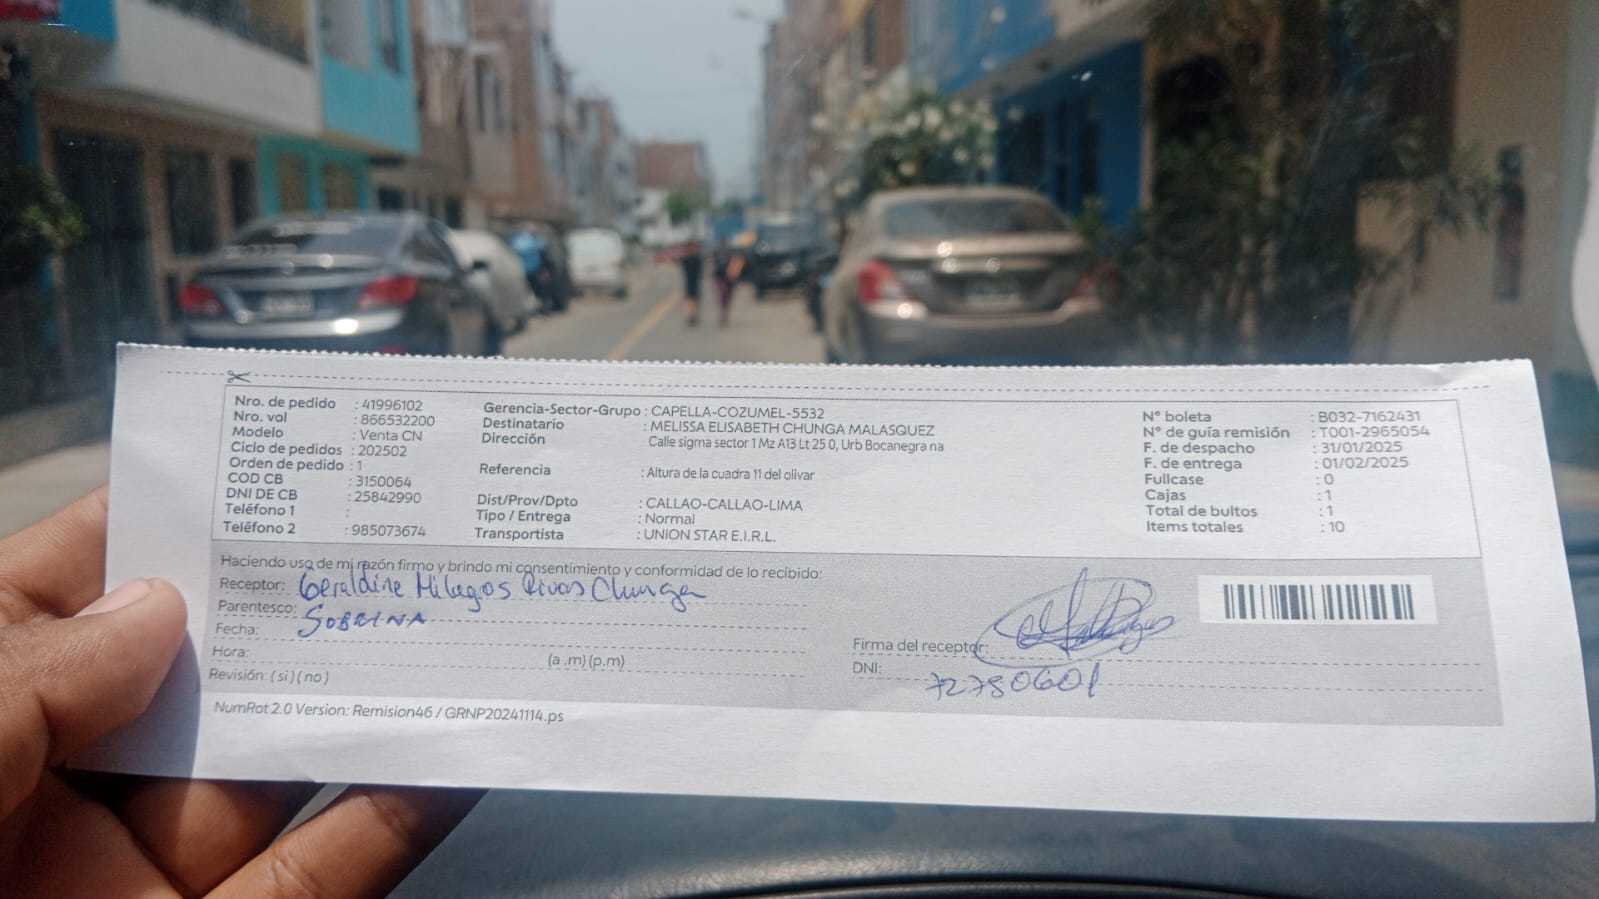 Nro. de pedido : 41996102
Nro. vol : 866532200
Modelo : Venta CN
Ciclo de pedidos : 202502
Orden de pedido : 1
COD CB : 3150064
DNI DE CB : 25842990
Teléfono 1 :
Teléfono 2 : 985073674
Gerencia-Sector-Grupo : CAPELLA-COZUMEL-5532
Destinatario : MELISSA ELISABETH CHUNGA MALASQUEZ
Dirección Calle sigma sector 1 Mz A13 Lt 25 0, Urb Bocanegra na
Referencia : Altura de la cuadra 11 del olivar
Dist/Prov/Dpto : CALLAO-CALLAO-LIMA
Tipo / Entrega : Normal
Transportista : UNION STAR E.I.R.L.
N° boleta : B032-7162431
N° de guía remisión : T001-2965054
F. de despacho : 31/01/2025
F. de entrega : 01/02/2025
Fullcase : 0
Cajas : 1
Total de bultos : 1
Items totales : 10
Haciendo uso de mi razón firmo y brindo mi consentimiento y conformidad de lo recibido:
Receptor: Geraldine Milagros Rivas Chunga
Parentesco: SOBRINA
Fecha:
Hora: (a .m) (p.m)
Revisión: ( si ) ( no )
Firma del receptor:
DNI: 72780601
NumRot 2.0 Version: Remision46 / GRNP20241114.ps